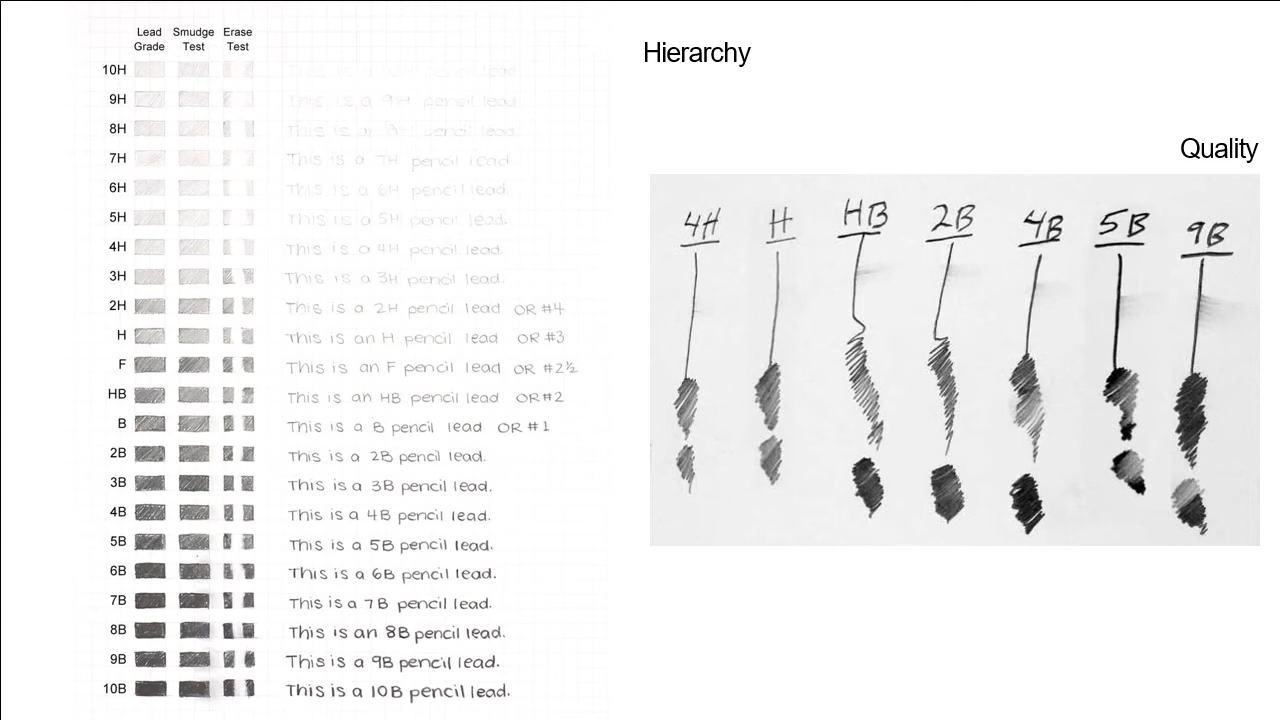 Lead Grade Smudge Test Erase Test
10H This is a 10H pencil lead
9H This is a 9H pencil lead
8H This is a 8H pencil lead
7H This is a 7H pencil lead
6H This is a 6H pencil lead.
5H This is a 5H pencil lead.
4H This is a 4H pencil lead.
3H This is a 3H pencil lead.
2H This is a 2H pencil lead OR #4
H This is an H pencil lead OR #3
F This is an F pencil lead OR #2½
HB This is an HB pencil lead OR #2
B This is a B pencil lead OR #1
2B This is a 2B pencil lead.
3B This is a 3B pencil lead.
4B This is a 4B pencil lead.
5B This is a 5B pencil lead.
6B This is a 6B pencil lead.
7B This is a 7B pencil lead.
8B This is an 8B pencil lead.
9B This is a 9B pencil lead.
10B This is a 10B pencil lead.
Hierarchy
Quality
4H H HB 2B 4B 5B 9B